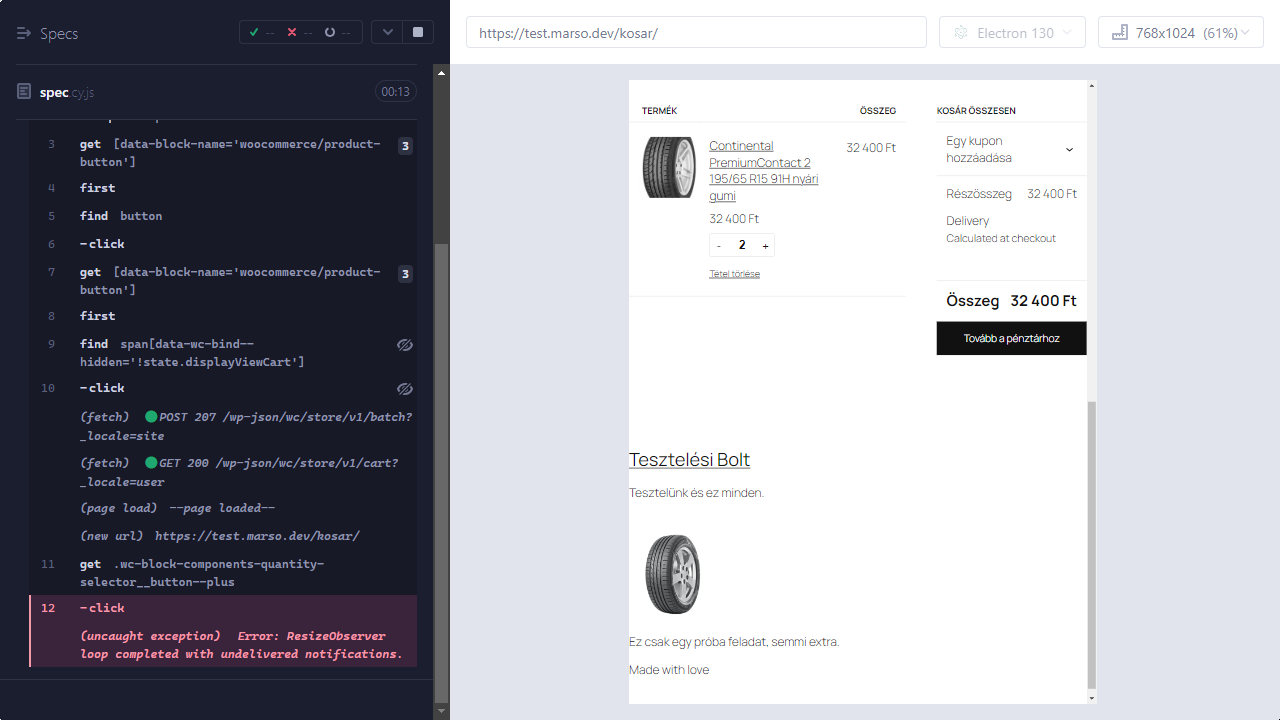 Specs
-- -- --
https://test.marso.dev/kosar/
Electron 130
768x1024 (61%)
spec.cy.js
00:13
3 get [data-block-name='woocommerce/product-
button'] 3
4 first
5 find button
6 -click
7 get [data-block-name='woocommerce/product-
button'] 3
8 first
9 find span[data-wc-bind--
hidden='!state.displayViewCart']
10 -click
(fetch) POST 207 /wp-json/wc/store/v1/batch?
_locale=site
(fetch) GET 200 /wp-json/wc/store/v1/cart?
_locale=user
(page load) --page loaded--
(new url) https://test.marso.dev/kosar/
11 get .wc-block-components-quantity-
selector__button--plus
12 -click
(uncaught exception) Error: ResizeObserver
loop completed with undelivered notifications.
TERMÉK ÖSSZEG
Continental
PremiumContact 2
195/65 R15 91H nyári
gumi
32 400 Ft
32 400 Ft
- 2 +
Tétel törlése
KOSÁR ÖSSZESEN
Egy kupon
hozzáadása
Részösszeg 32 400 Ft
Delivery
Calculated at checkout
Összeg 32 400 Ft
Tovább a pénztárhoz
Tesztelési Bolt
Tesztelünk és ez minden.
Ez csak egy próba feladat, semmi extra.
Made with love